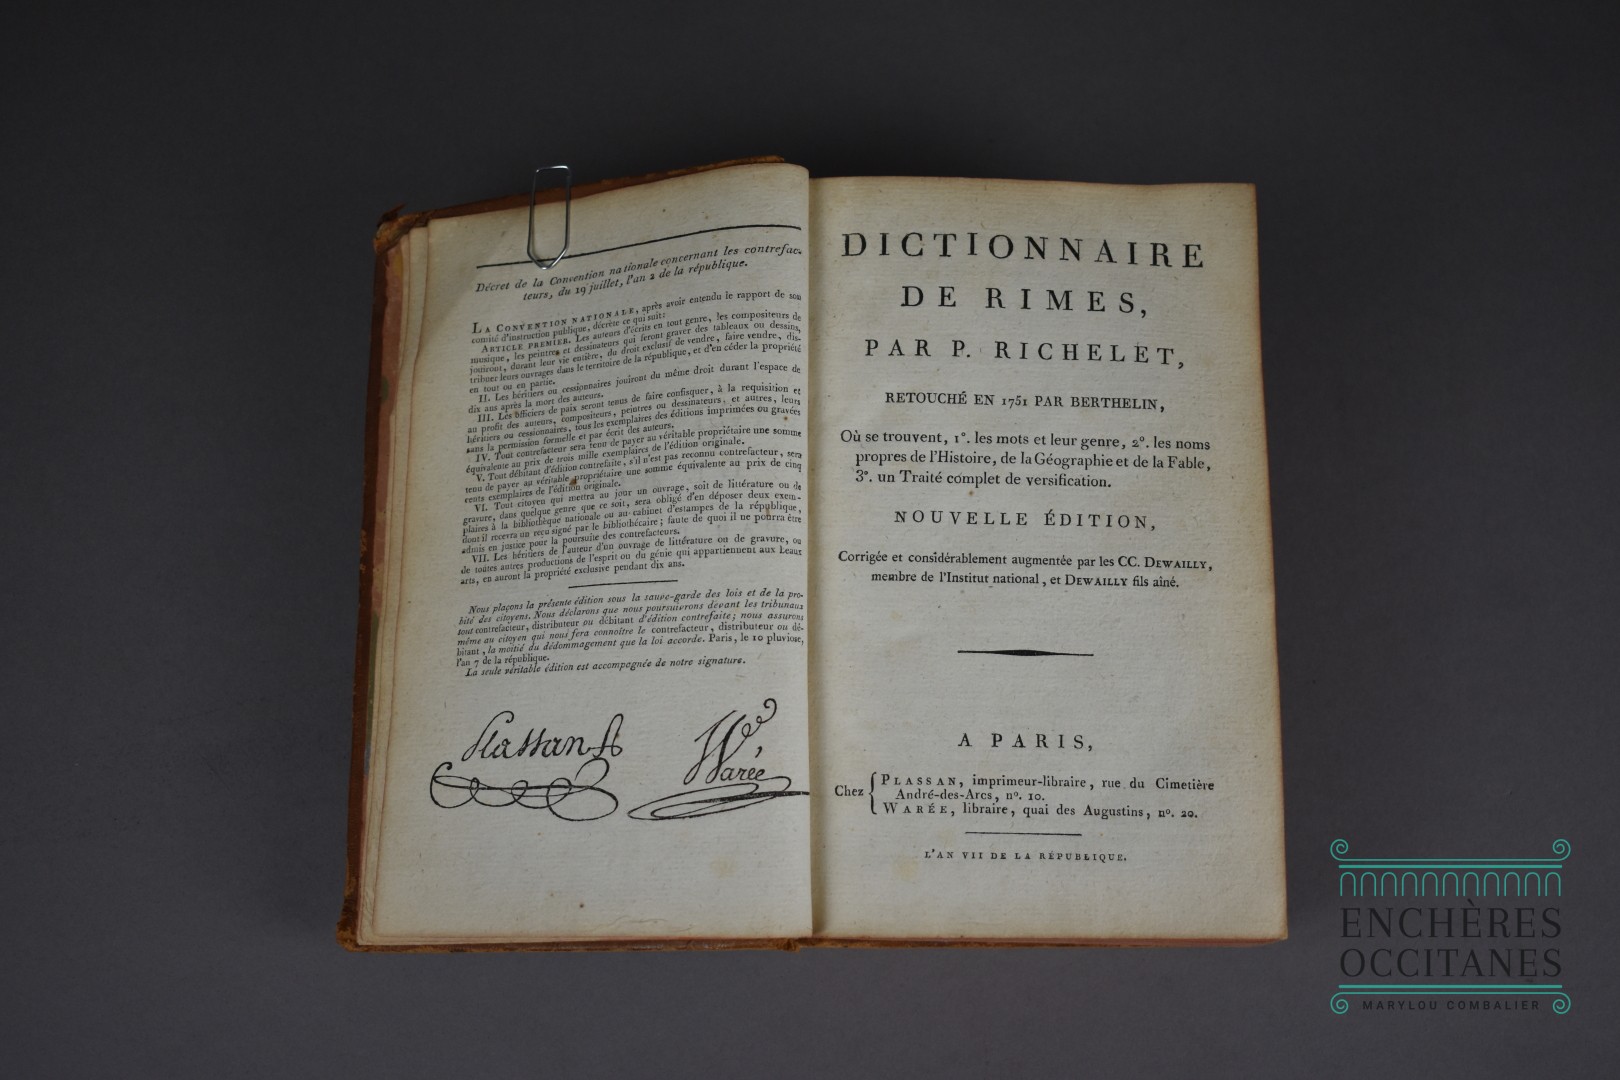 Décret de la Convention nationale concernant les contrefac-
teurs, du 19 juillet, l'an 2 de la république.
LA CONVENTION NATIONALE, après avoir entendu le rapport de son
comité d'instruction publique, décrète ce qui suit:
ARTICLE PREMIER. Les auteurs d'écrits en tout genre, les compositeurs de
musique, les peintres et dessinateurs qui feront graver des tableaux ou dessins,
jouiront, durant leur vie entière, du droit exclusif de vendre, faire vendre, dis-
tribuer leurs ouvrages dans le territoire de la république, et d'en céder la propriété
en tout ou en partie.
II. Les héritiers ou cessionnaires jouiront du même droit durant l'espace de
dix ans après la mort des auteurs.
III. Les officiers de paix seront tenus de faire confisquer, à la requisition et
au profit des auteurs, compositeurs, peintres ou dessinateurs, et autres, leurs
héritiers ou cessionnaires, tous les exemplaires des éditions imprimées ou gravées
sans la permission formelle et par écrit des auteurs.
IV. Tout contrefacteur sera tenu de payer au véritable propriétaire une somme
équivalente au prix de trois mille exemplaires de l'édition originale.
V. Tout débitant d'édition contrefaite, s'il n'est pas reconnu contrefacteur, sera
tenu de payer au véritable propriétaire une somme équivalente au prix de cinq
cents exemplaires de l'édition originale.
VI. Tout citoyen qui mettra au jour un ouvrage, soit de littérature ou de
gravure, dans quelque genre que ce soit, sera obligé d'en déposer deux exem-
plaires à la bibliothèque nationale ou au cabinet d'estampes de la république,
dont il recevra un reçu signé par le bibliothécaire; faute de quoi il ne pourra être
admis en justice pour la poursuite des contrefacteurs.
VII. Les héritiers de l'auteur d'un ouvrage de littérature ou de gravure, ou
de toutes autres productions de l'esprit ou du génie qui appartiennent aux beaux
arts, en auront la propriété exclusive pendant dix ans.
Nous plaçons la présente édition sous la sauve-garde des lois et de la pro-
bité des citoyens. Nous déclarons que nous poursuivrons devant les tribunaux
tout contrefacteur, distributeur ou débitant d'édition contrefaite; nous assurons
même au citoyen qui nous fera connoître le contrefacteur, distributeur ou dé-
bitant, la moitié du dédommagement que la loi accorde. Paris, le 10 pluviose,
l'an 7 de la république.
La seule véritable édition est accompagnée de notre signature.
Plassan
Warée
DICTIONNAIRE
DE RIMES,
PAR P. RICHELET,
RETOUCHÉ EN 1751 PAR BERTHELIN,
Où se trouvent, 1°. les mots et leur genre, 2°. les noms
propres de l'Histoire, de la Géographie et de la Fable,
3°. un Traité complet de versification.
NOUVELLE ÉDITION,
Corrigée et considérablement augmentée par les CC. DEWAILLY,
membre de l'Institut national, et DEWAILLY fils aîné.
A PARIS,
Chez { PLASSAN, imprimeur-libraire, rue du Cimetière
André-des-Arcs, n°. 10.
WARÉE, libraire, quai des Augustins, n°. 20.
L'AN VII DE LA RÉPUBLIQUE.
ENCHÈRES
OCCITANES
MARYLOU COMBALIER